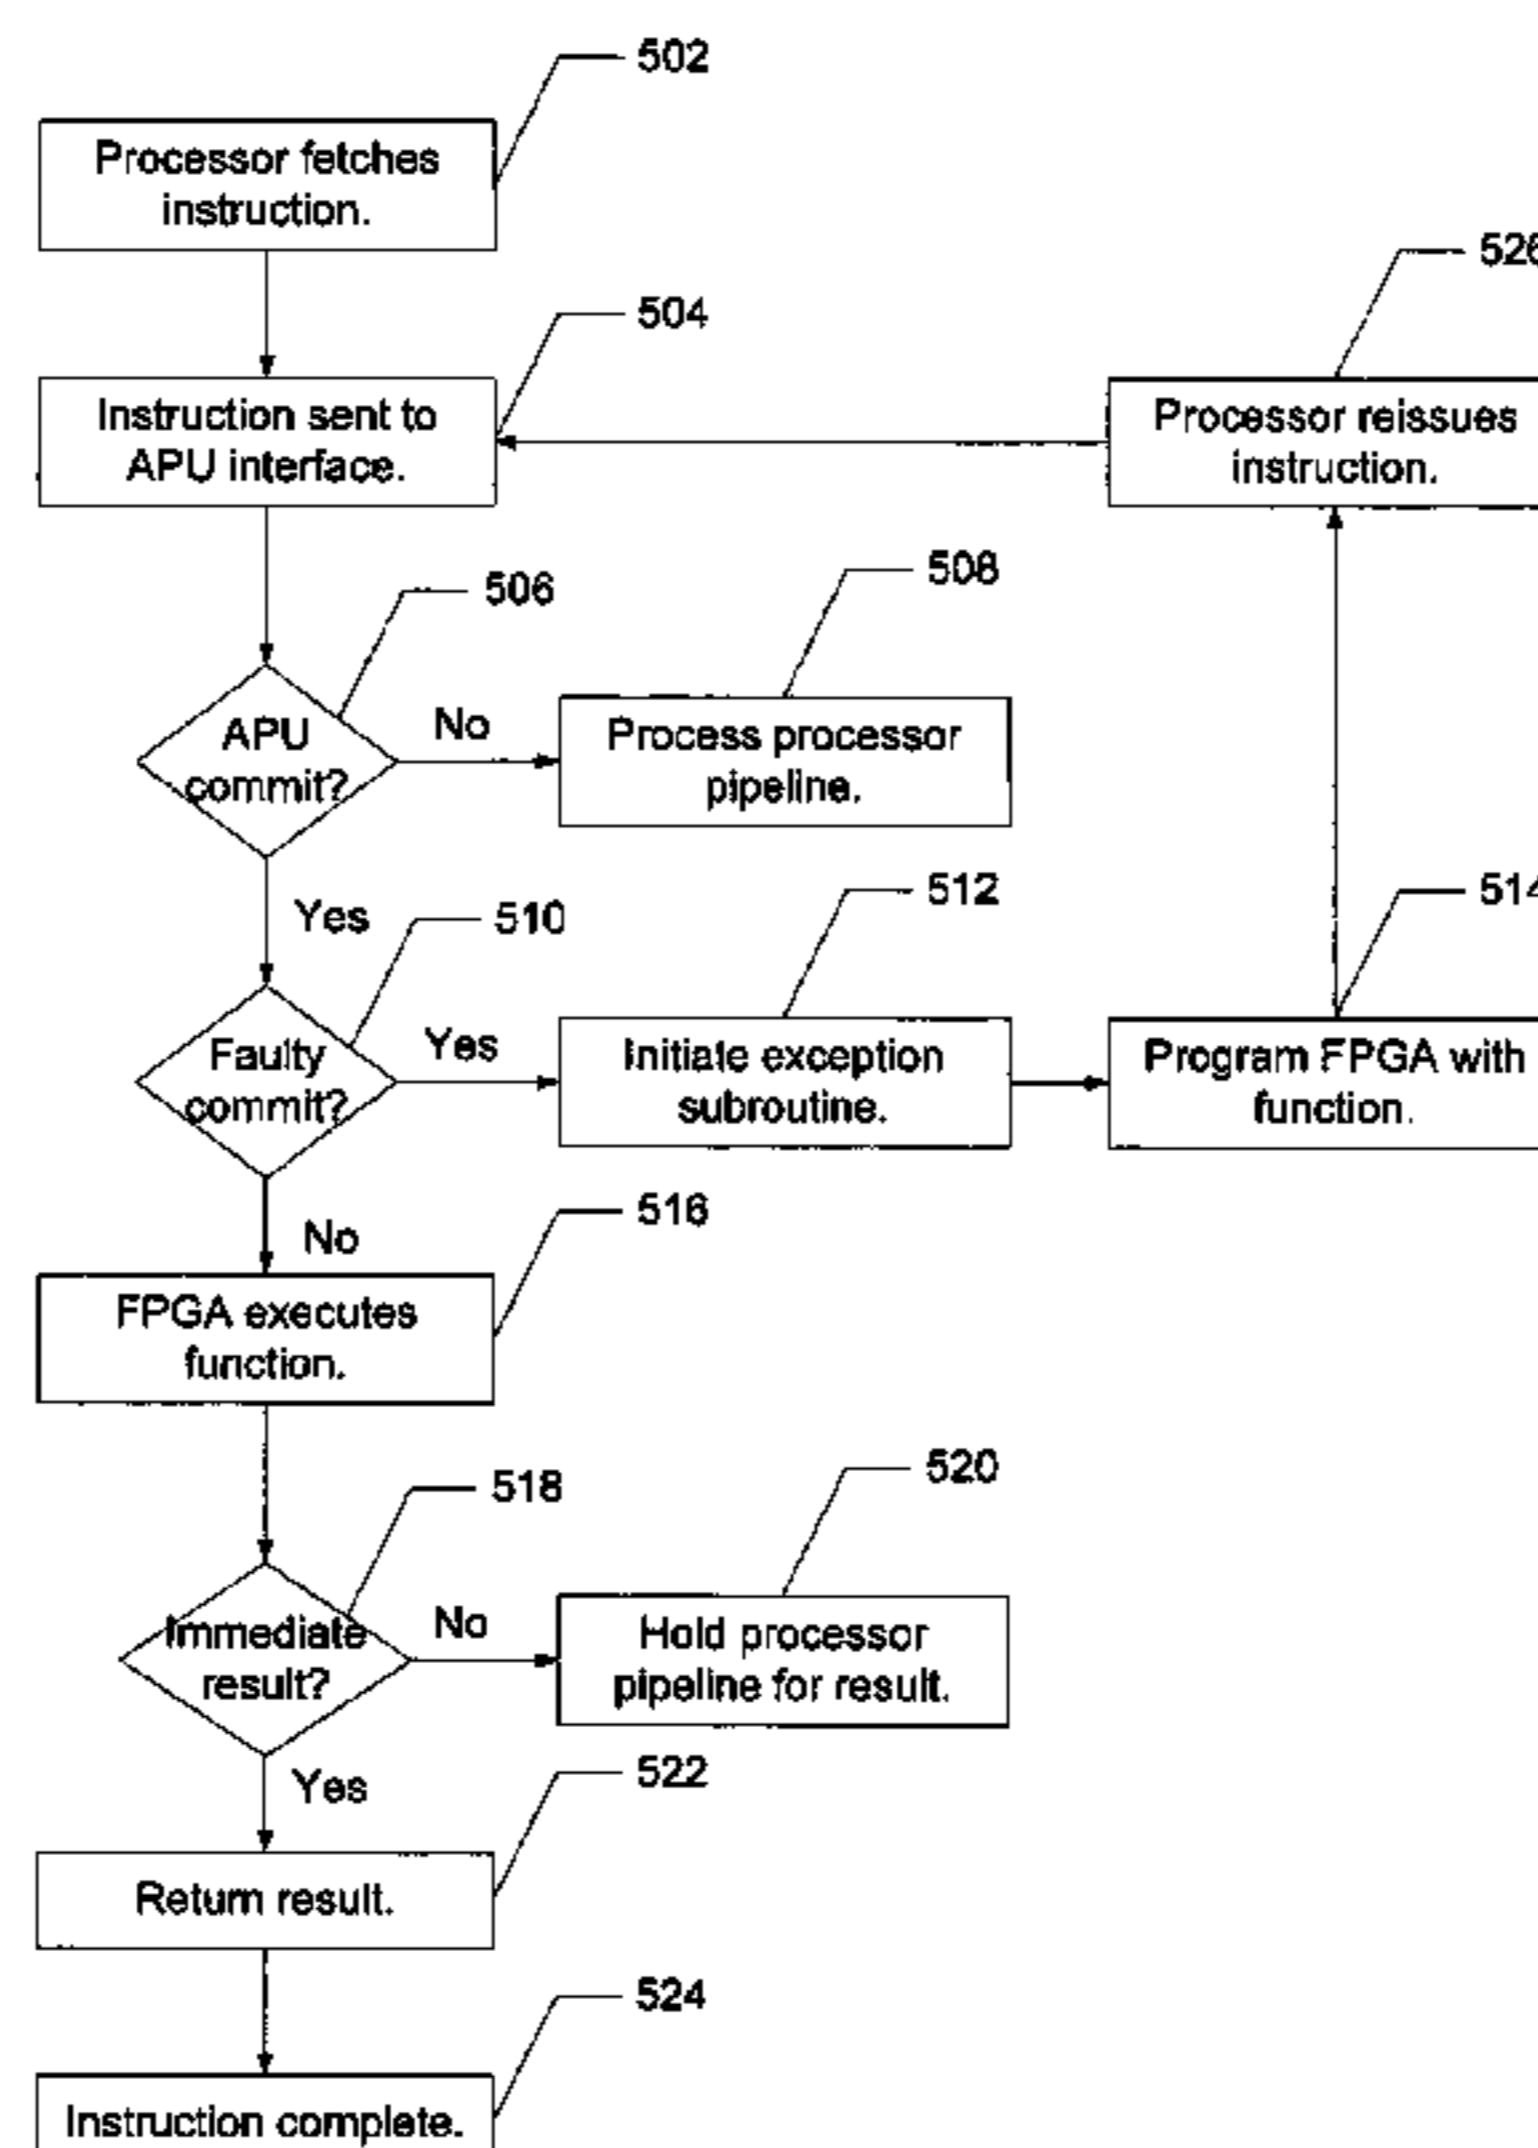 502
Processor fetches
instruction.
504
Instruction sent to
APU interface.
526
Processor reissues
instruction.
506
APU
commit?
No
508
Process processor
pipeline.
Yes
510
Faulty
commit?
Yes
512
Initiate exception
subroutine.
514
Program FPGA with
function.
No
516
FPGA executes
function.
518
Immediate
result?
No
520
Hold processor
pipeline for result.
Yes
522
Return result.
524
Instruction complete.